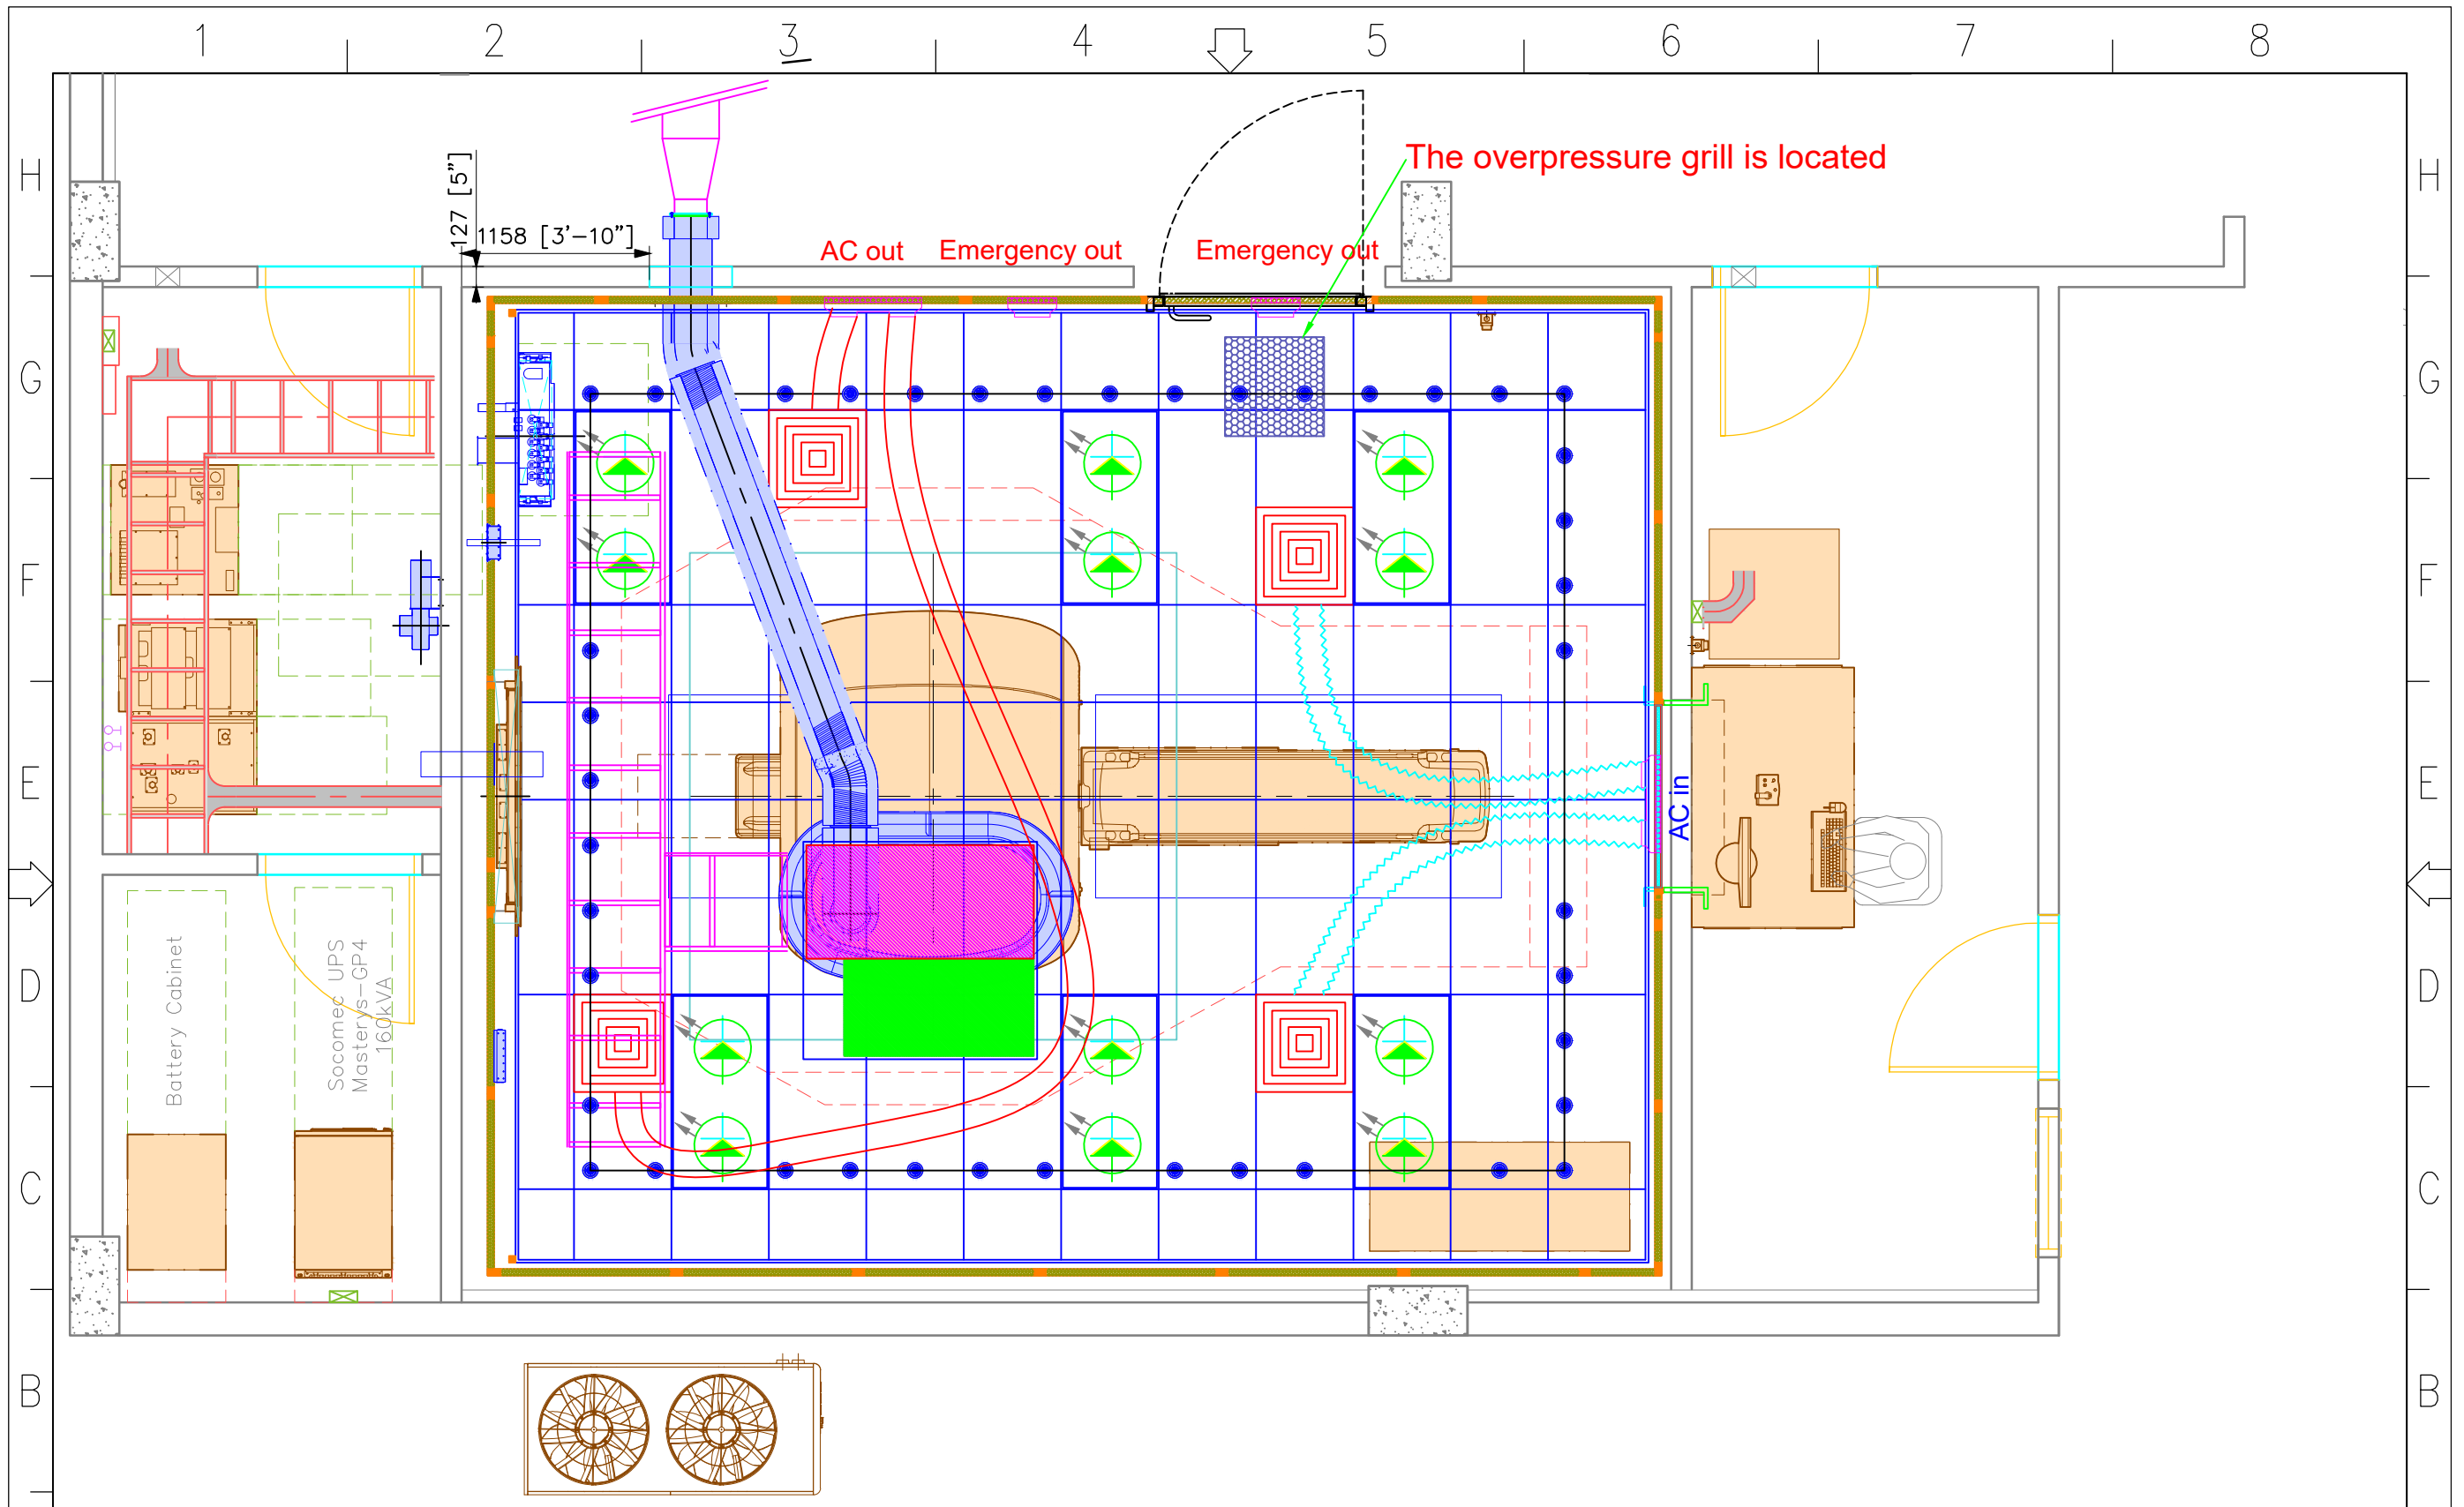 1 2 3 4 5 6 7 8
H H
The overpressure grill is located
127 [5"]
1158 [3'-10"]
AC out Emergency out Emergency out
G G
F F
E E
AC in
D D
Battery Cabinet
Socomec UPS
Masterys-GP4
160kVA
C C
B B